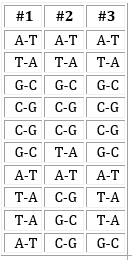 #1 #2 #3
A-T A-T A-T
T-A T-A T-A
G-C G-C G-C
C-G C-G C-G
C-G C-G C-G
G-C T-A G-C
A-T A-T A-T
T-A C-G T-A
T-A G-C T-A
A-T C-G G-C